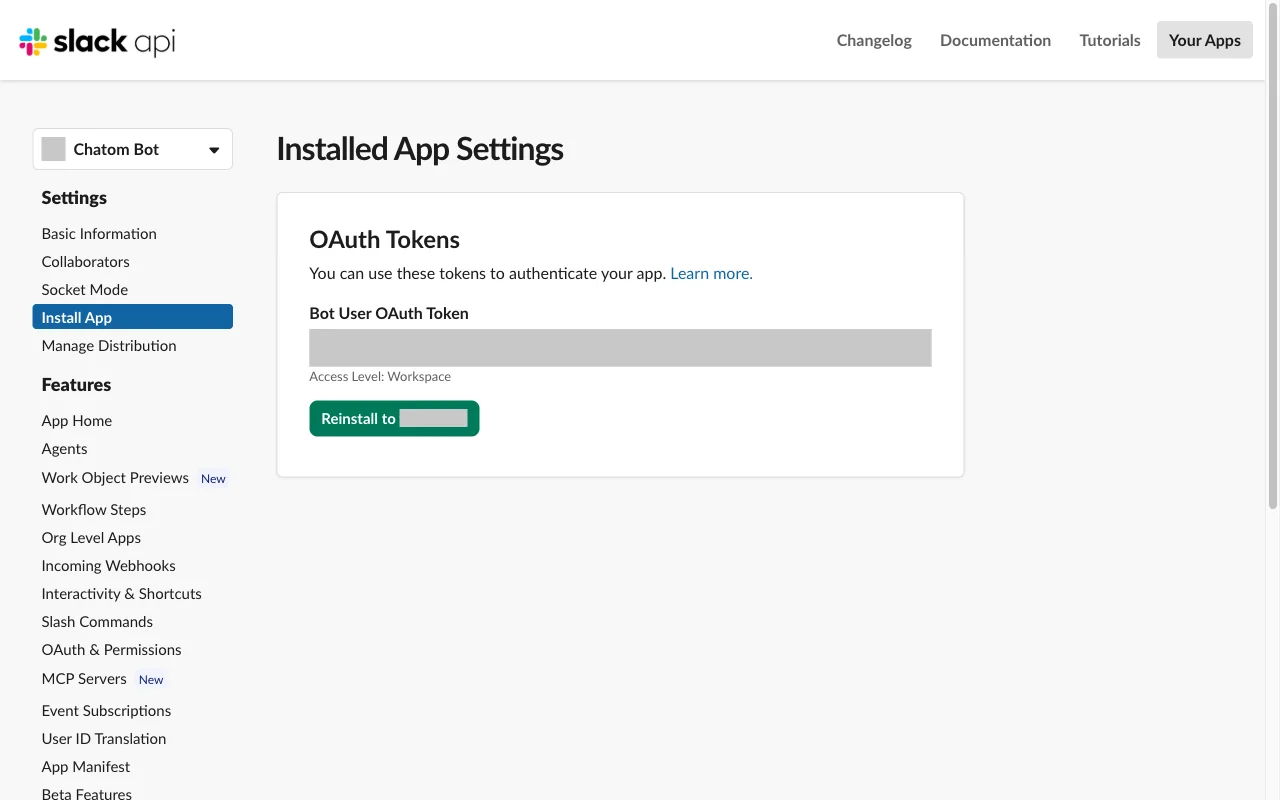 slack api
Changelog
Documentation
Tutorials
Your Apps
Chatom Bot
Settings
Basic Information
Collaborators
Socket Mode
Install App
Manage Distribution
Features
App Home
Agents
Work Object Previews New
Workflow Steps
Org Level Apps
Incoming Webhooks
Interactivity & Shortcuts
Slash Commands
OAuth & Permissions
MCP Servers New
Event Subscriptions
User ID Translation
App Manifest
Beta Features
Installed App Settings
OAuth Tokens
You can use these tokens to authenticate your app. Learn more.
Bot User OAuth Token
Access Level: Workspace
Reinstall to